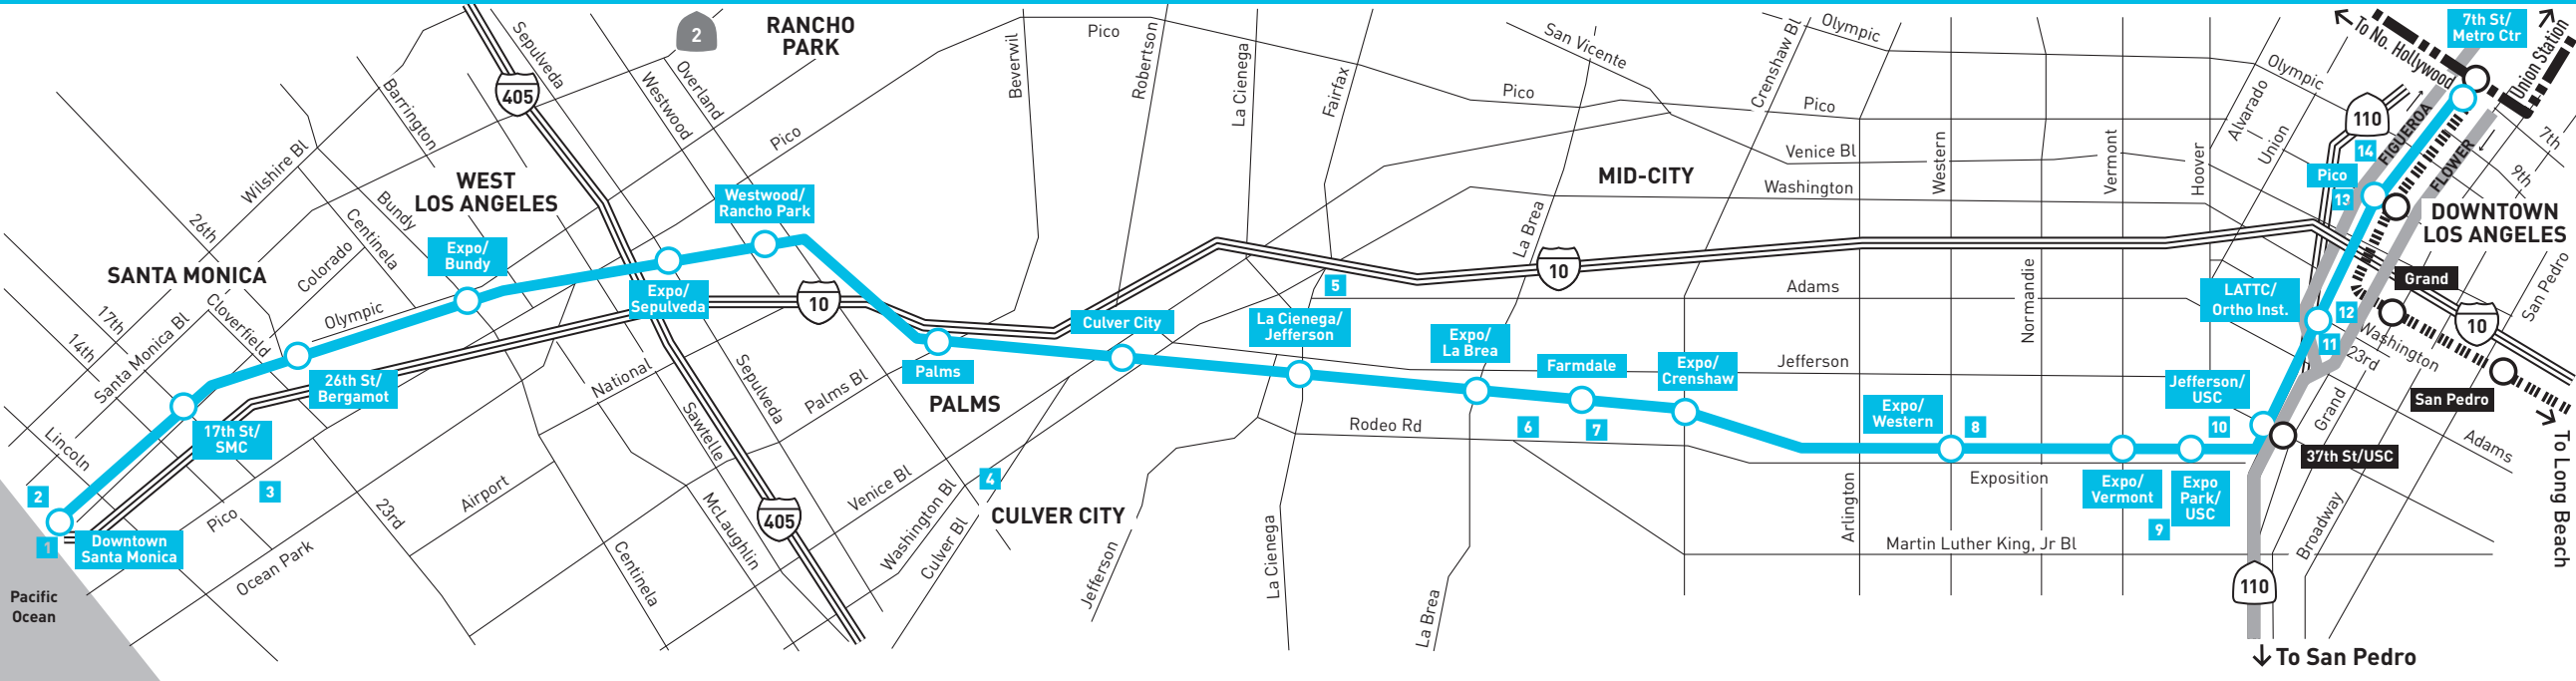 RANCHO
PARK
2
Sepulveda
405
Barrington
Westwood
Overland
Pico
Beverwil
Pico
Robertson
La Cienega
Fairfax
San Vicente
Pico
Crenshaw Bl
Olympic
Pico
Venice Bl
Washington
MID-CITY
Western
Vermont
Hoover
Alvarado
Union
Olympic
To No. Hollywood
7th St/
Metro Ctr
Union Station
110
14
FIGUEROA
FLOWER
7th
9th
Pico
13
DOWNTOWN
LOS ANGELES
San Pedro
Wilshire Bl
26th
WEST
LOS ANGELES
Bundy
Centinela
Colorado
Expo/
Bundy
Westwood/
Rancho Park
SANTA MONICA
17th
14th
Santa Monica Bl
Cloverfield
Olympic
Expo/
Sepulveda
10
La Brea
10
5
Adams
Normandie
LATTC/
Ortho Inst.
12
11
Grand
10
Washington
23rd
Culver City
La Cienega/
Jefferson
Expo/
La Brea
Farmdale
Expo/
Crenshaw
Jefferson
Palms
PALMS
National
Palms Bl
Sepulveda
Sawtelle
26th St/
Bergamot
17th St/
SMC
3
Lincoln
Rodeo Rd
6
7
Expo/
Western
8
Jefferson/
USC
10
Grand
San Pedro
Adams
37th St/USC
To Long Beach
2
1
Downtown
Santa Monica
Pico
Ocean Park
23rd
Airport
Centinela
McLaughlin
405
Venice Bl
Washington Bl
Culver Bl
4
CULVER CITY
Jefferson
La Cienega
La Brea
Arlington
Exposition
Expo/
Vermont
9
Expo
Park/
USC
Martin Luther King, Jr Bl
Broadway
110
Pacific
Ocean
To San Pedro